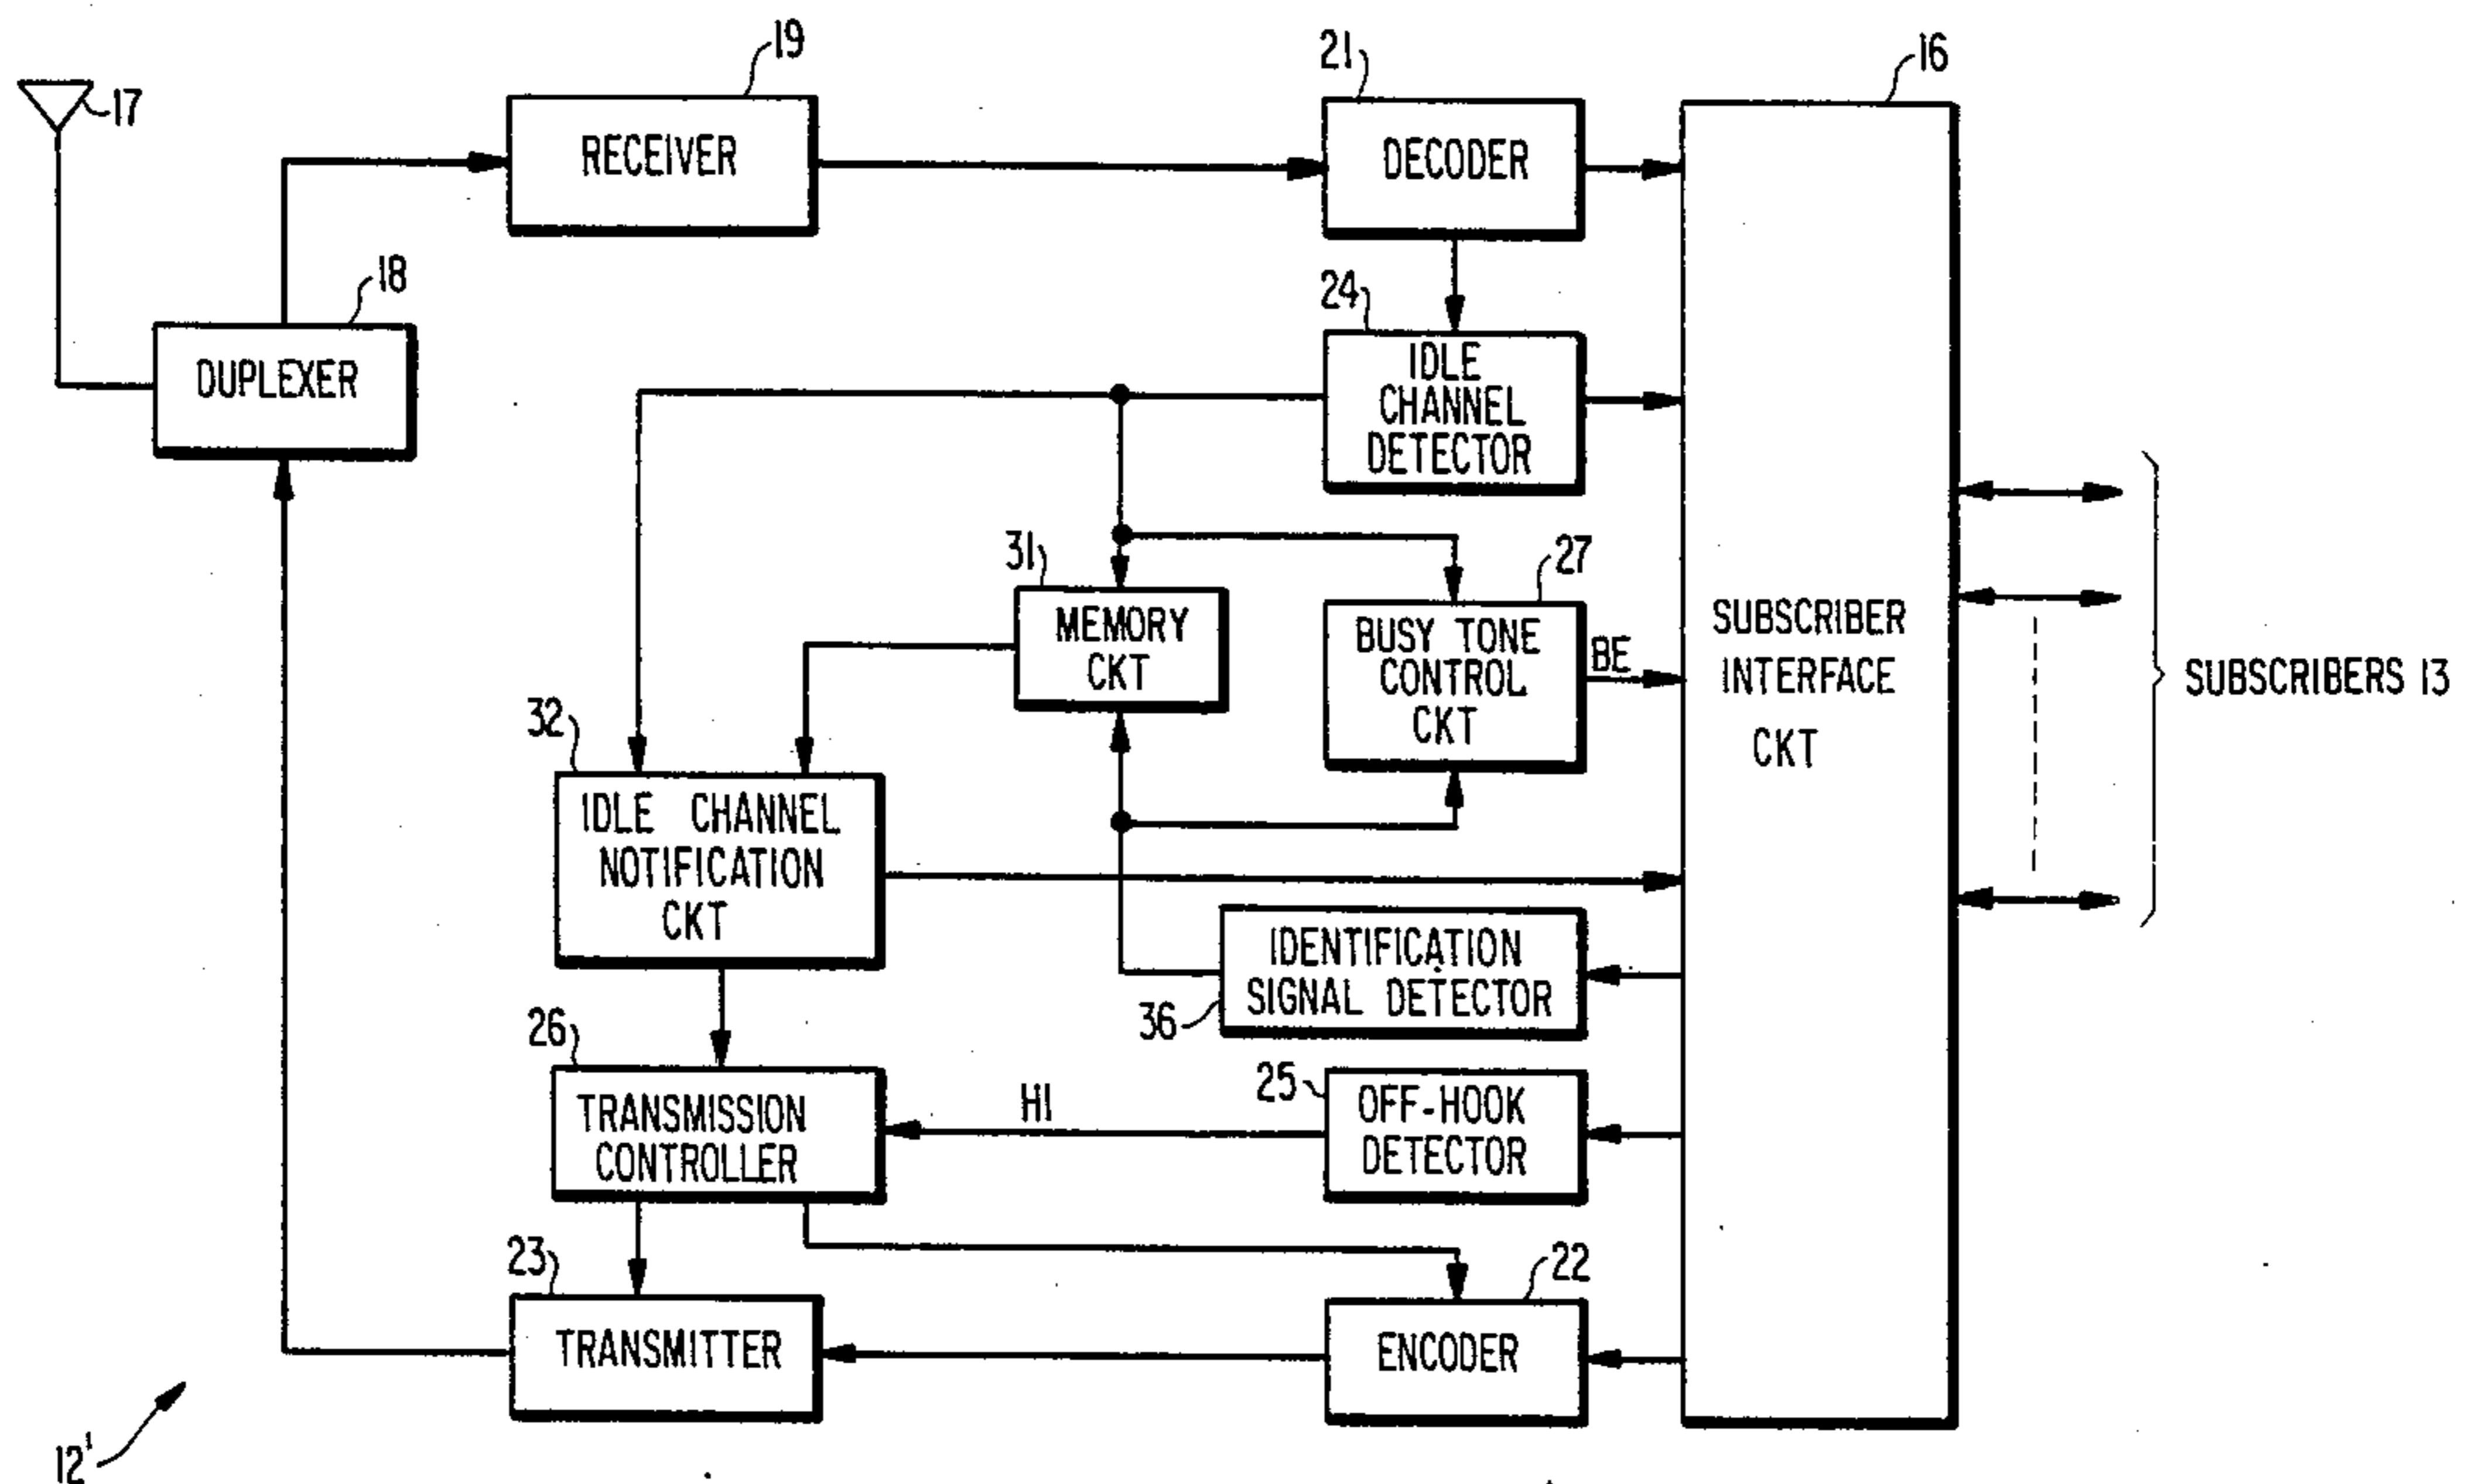 19
21
16
17
RECEIVER
DECODER
18
24
DUPLEXER
IDLE
CHANNEL
DETECTOR
31
27
MEMORY
CKT
BUSY TONE
CONTROL
CKT
BE
SUBSCRIBER
INTERFACE
CKT
SUBSCRIBERS 13
32
IDLE CHANNEL
NOTIFICATION
CKT
IDENTIFICATION
SIGNAL DETECTOR
36
26
25
TRANSMISSION
CONTROLLER
H1
OFF-HOOK
DETECTOR
23
22
TRANSMITTER
ENCODER
12'